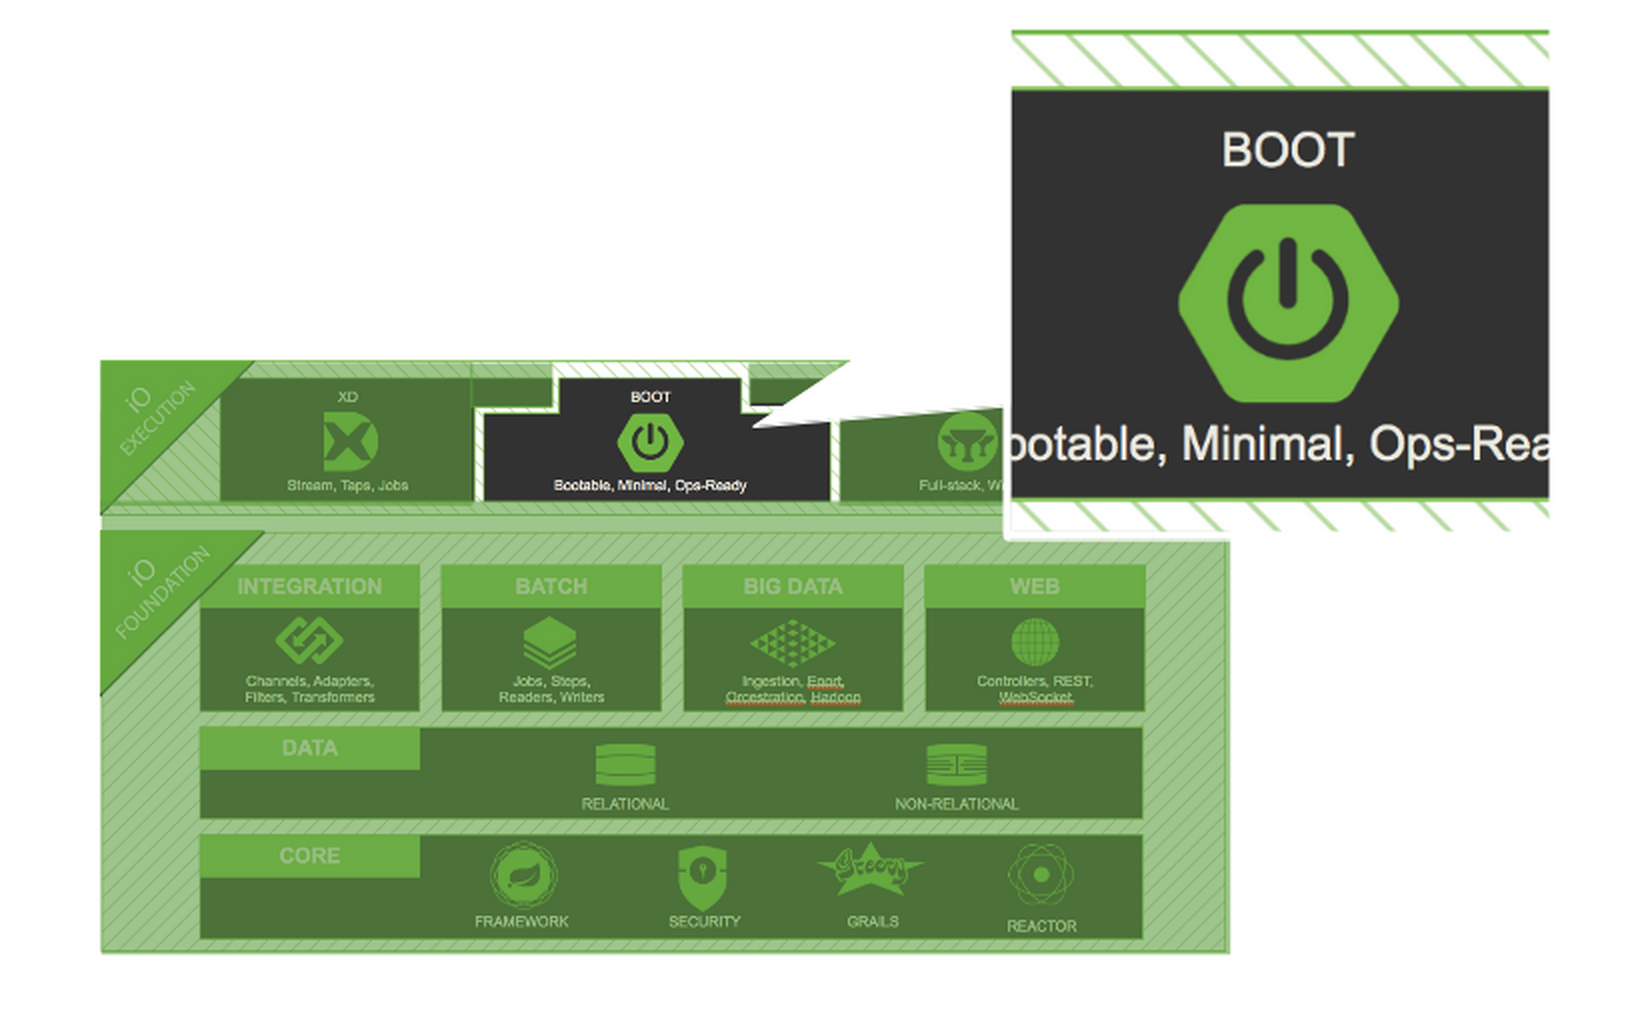 BOOT
ootable, Minimal, Ops-Rea
iO
EXECUTION
XD
Stream, Taps, Jobs
BOOT
Bootable, Minimal, Ops-Ready
Full-stack, W
iO
FOUNDATION
INTEGRATION
Channels, Adapters,
Filters, Transformers
BATCH
Jobs, Steps,
Readers, Writers
BIG DATA
Ingestion,
Hadoop
WEB
Controllers, REST,
WebSocket
DATA
RELATIONAL
NON-RELATIONAL
CORE
FRAMEWORK
SECURITY
Groovy
GRAILS
REACTOR